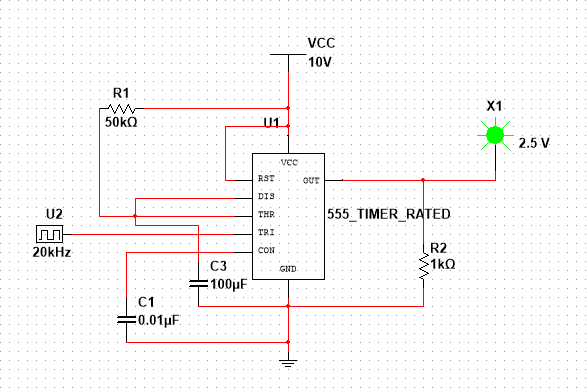 VCC
10V
R1
50kΩ
X1
2.5 V
U1
VCC
RST
DIS
THR
TRI
CON
OUT
GND
555_TIMER_RATED
U2
20kHz
R2
1kΩ
C3
100µF
C1
0.01µF